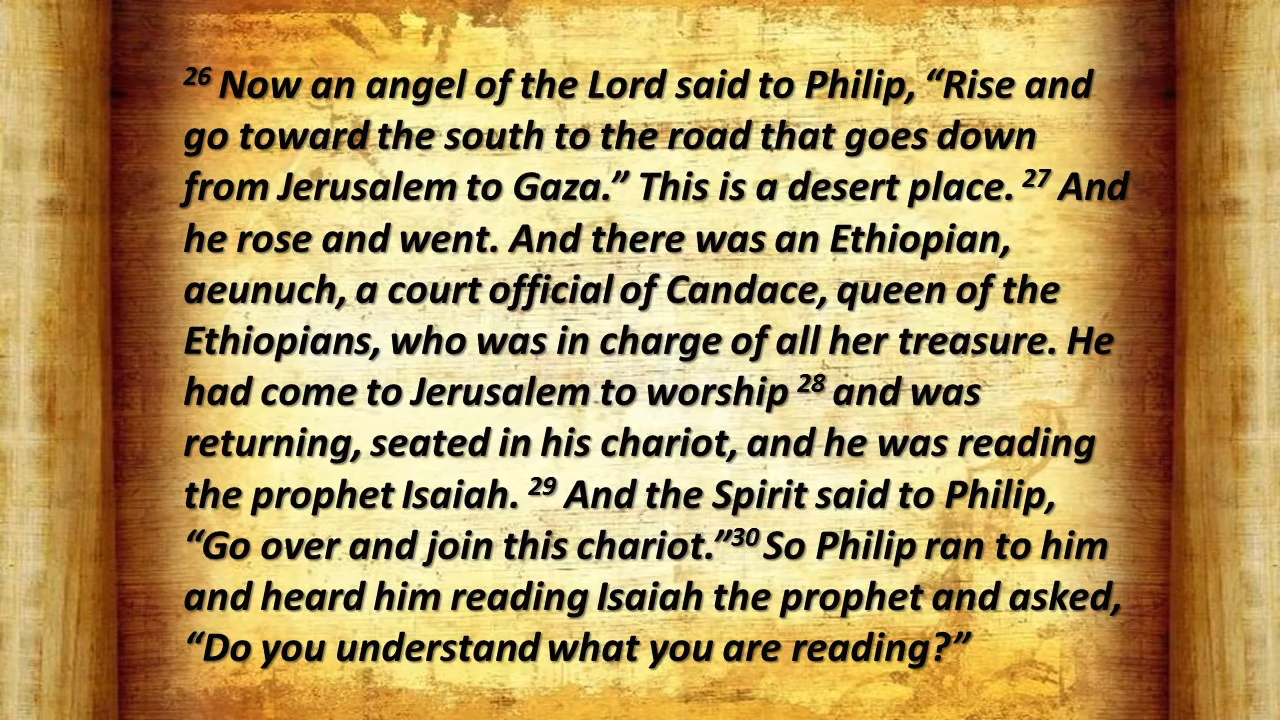 26 Now an angel of the Lord said to Philip, “Rise and
go toward the south to the road that goes down
from Jerusalem to Gaza.” This is a desert place. 27 And
he rose and went. And there was an Ethiopian,
aeunuch, a court official of Candace, queen of the
Ethiopians, who was in charge of all her treasure. He
had come to Jerusalem to worship 28 and was
returning, seated in his chariot, and he was reading
the prophet Isaiah. 29 And the Spirit said to Philip,
“Go over and join this chariot.”30 So Philip ran to him
and heard him reading Isaiah the prophet and asked,
“Do you understand what you are reading?”